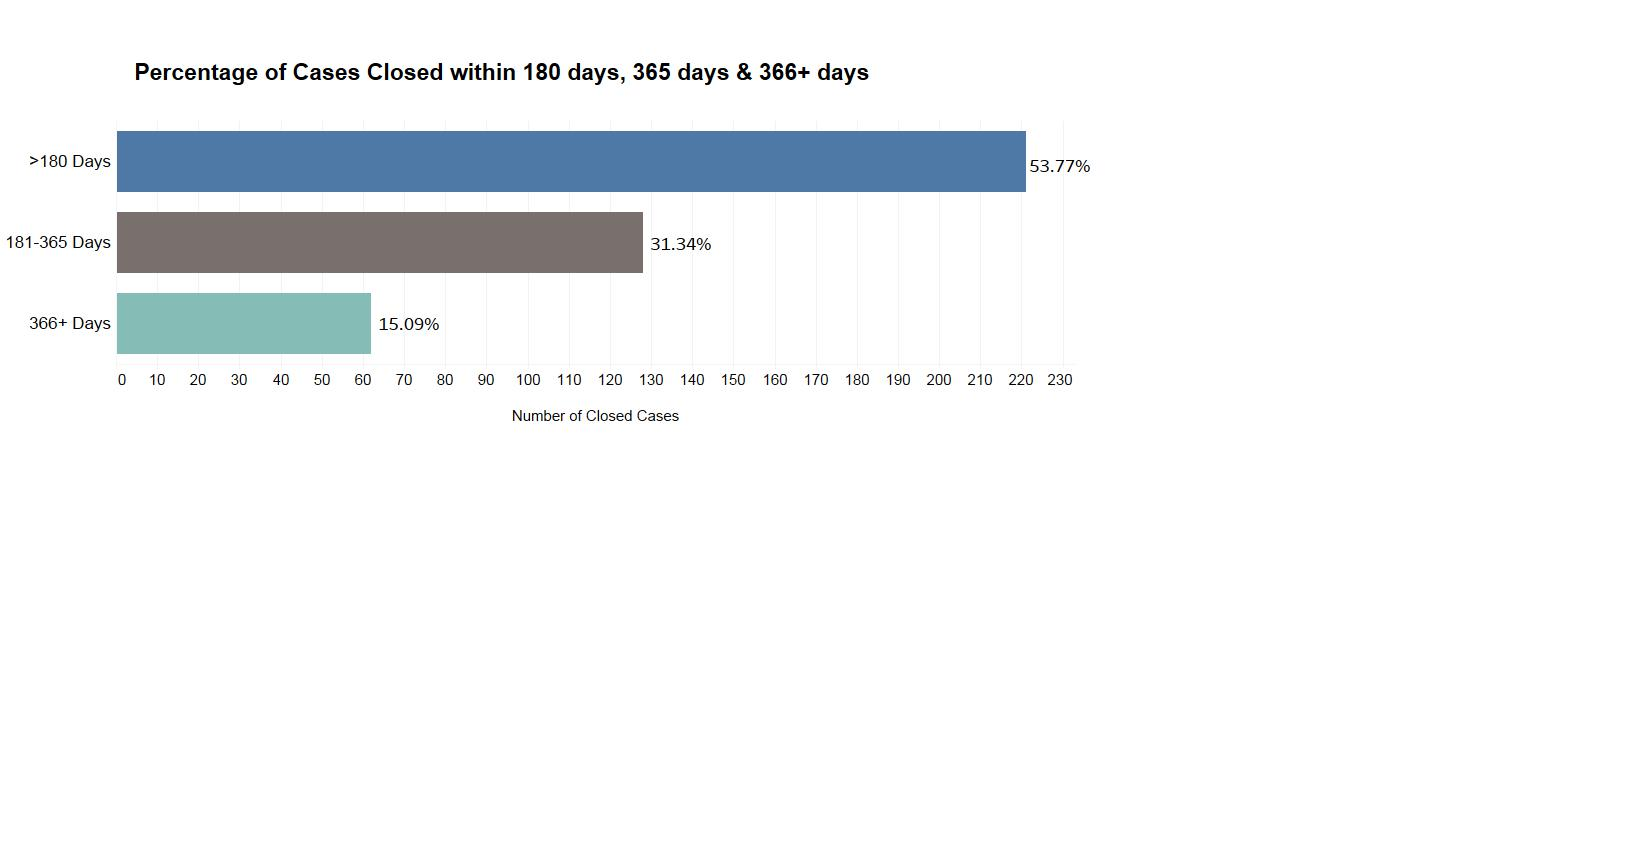 Percentage of Cases Closed within 180 days, 365 days & 366+ days
>180 Days
53.77%
181-365 Days
31.34%
366+ Days
15.09%
0 10 20 30 40 50 60 70 80 90 100 110 120 130 140 150 160 170 180 190 200 210 220 230
Number of Closed Cases